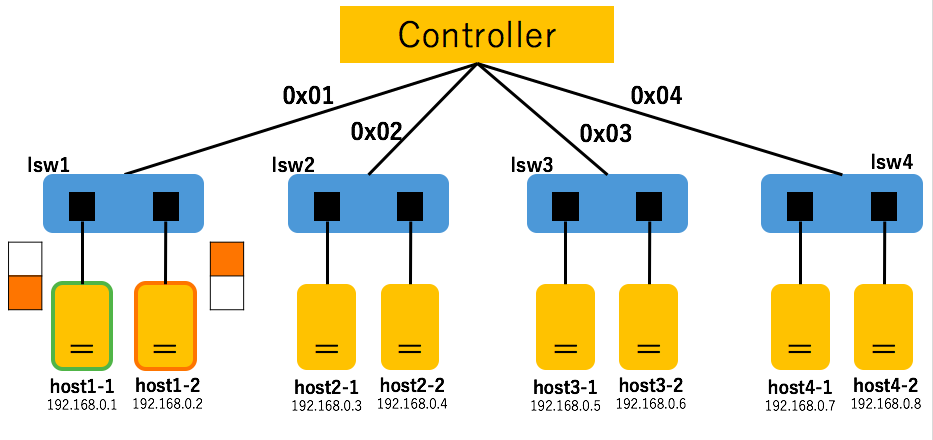 Controller
0x01
0x02
0x03
0x04
lsw1
lsw2
lsw3
lsw4
host1-1
192.168.0.1
host1-2
192.168.0.2
host2-1
192.168.0.3
host2-2
192.168.0.4
host3-1
192.168.0.5
host3-2
192.168.0.6
host4-1
192.168.0.7
host4-2
192.168.0.8